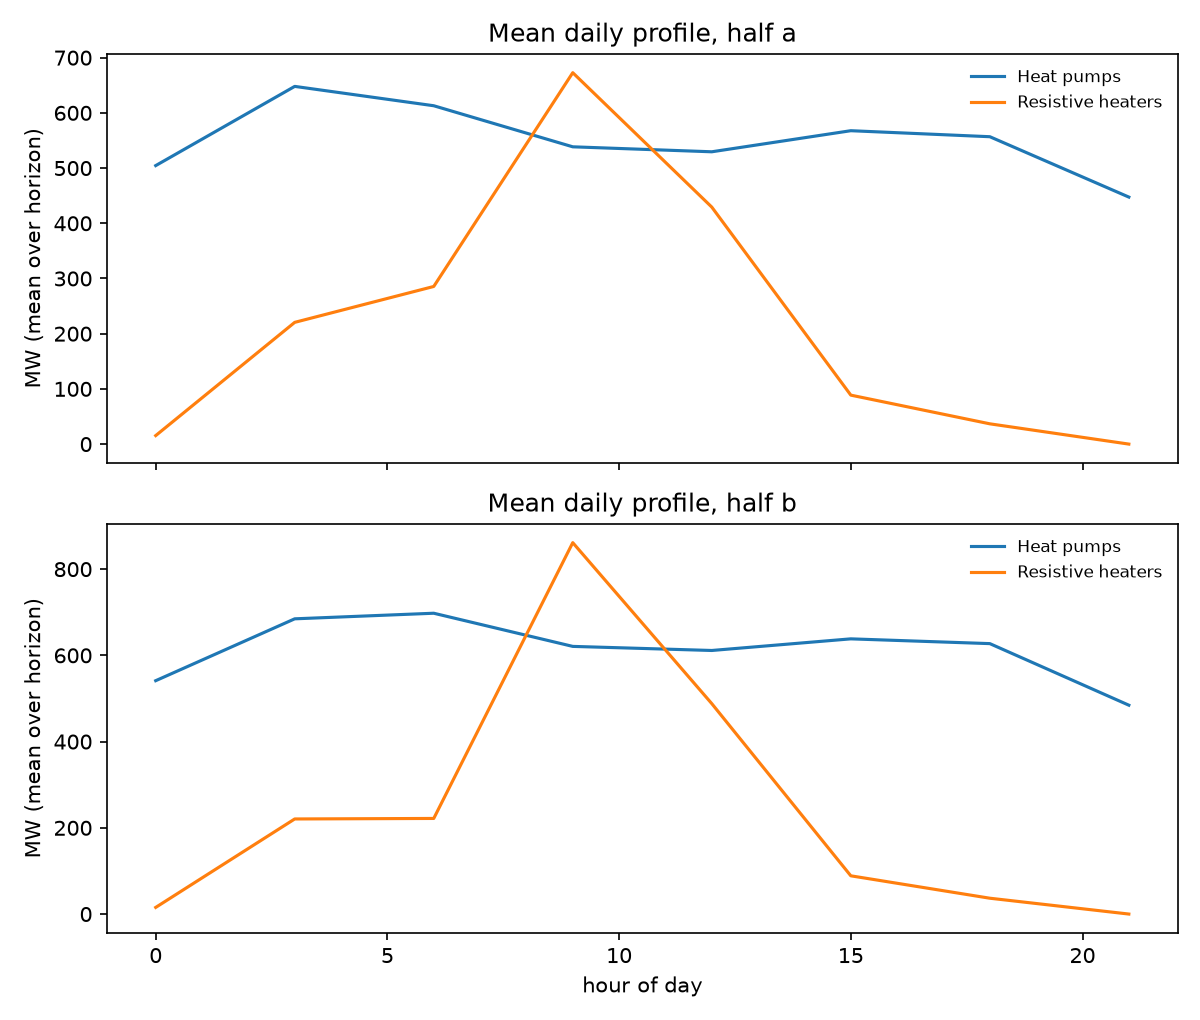 Mean daily profile, half a
700
600
500
400
300
200
100
0
MW (mean over horizon)
Heat pumps
Resistive heaters
Mean daily profile, half b
800
600
400
200
0
MW (mean over horizon)
Heat pumps
Resistive heaters
0 5 10 15 20
hour of day